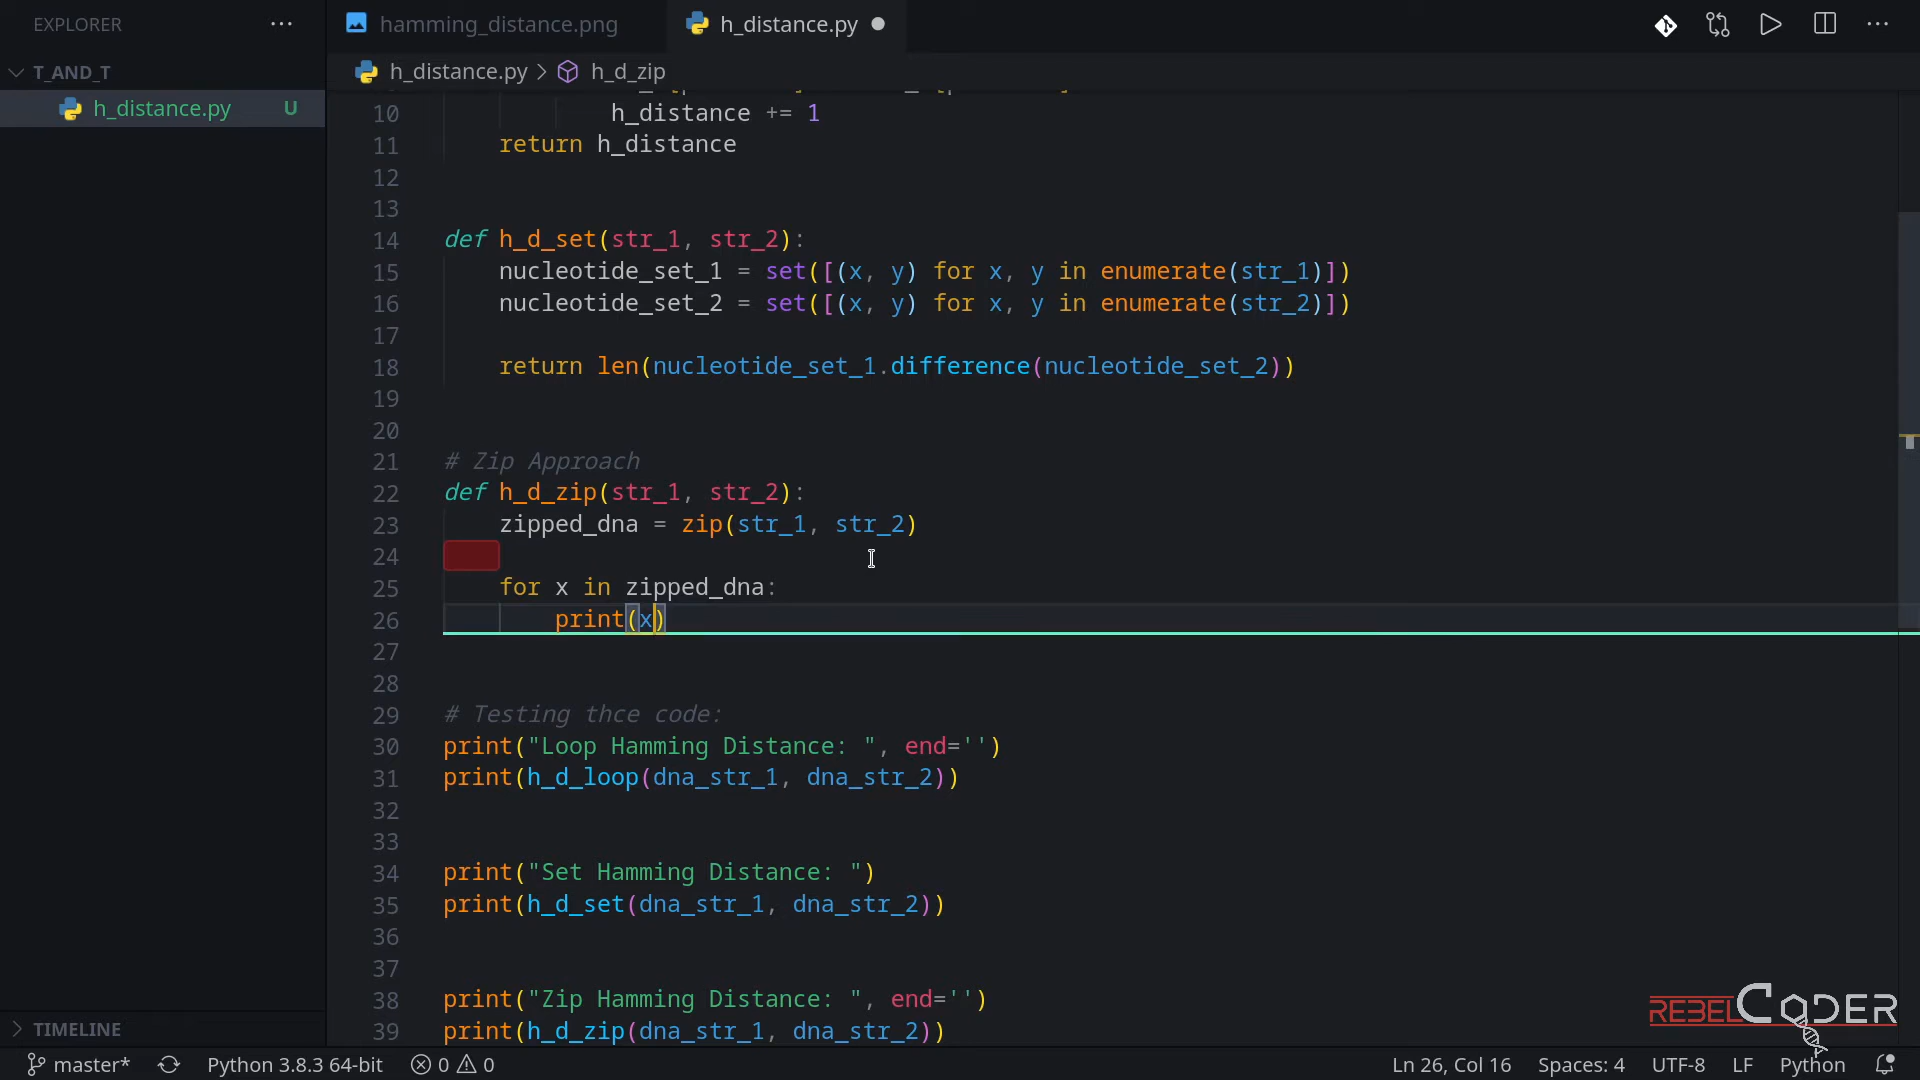 EXPLORER
hamming_distance.png
h_distance.py
T_AND_T
h_distance.py U
h_distance.py > h_d_zip
10 h_distance += 1
11 return h_distance
12
13
14 def h_d_set(str_1, str_2):
15 nucleotide_set_1 = set([(x, y) for x, y in enumerate(str_1)])
16 nucleotide_set_2 = set([(x, y) for x, y in enumerate(str_2)])
17
18 return len(nucleotide_set_1.difference(nucleotide_set_2))
19
20
21 # Zip Approach
22 def h_d_zip(str_1, str_2):
23 zipped_dna = zip(str_1, str_2)
24
25 for x in zipped_dna:
26 print(x)
27
28
29 # Testing thce code:
30 print("Loop Hamming Distance: ", end='')
31 print(h_d_loop(dna_str_1, dna_str_2))
32
33
34 print("Set Hamming Distance: ")
35 print(h_d_set(dna_str_1, dna_str_2))
36
37
38 print("Zip Hamming Distance: ", end='')
39 print(h_d_zip(dna_str_1, dna_str_2))
REBELCODER
TIMELINE
master* Python 3.8.3 64-bit 0 0 Ln 26, Col 16 Spaces: 4 UTF-8 LF Python